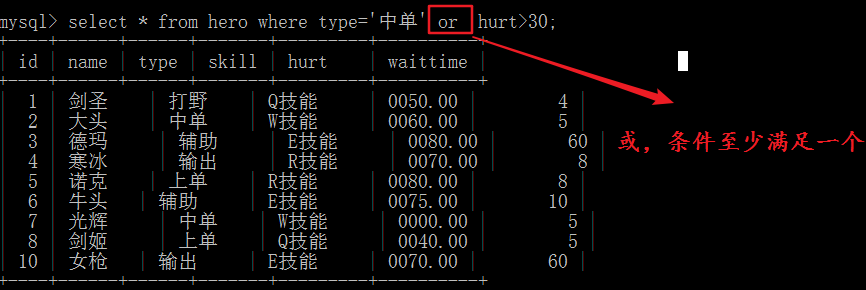 mysql> select * from hero where type='中单' or hurt>30;
+----+------+------+-------+---------+----------+
| id | name | type | skill | hurt | waittime |
+----+------+------+-------+---------+----------+
| 1 | 剑圣 | 打野 | Q技能 | 0050.00 | 4 |
| 2 | 大头 | 中单 | W技能 | 0060.00 | 5 |
| 3 | 德玛 | 辅助 | E技能 | 0080.00 | 60 |
或，条件至少满足一个
| 4 | 寒冰 | 输出 | R技能 | 0070.00 | 8 |
| 5 | 诺克 | 上单 | R技能 | 0080.00 | 8 |
| 6 | 牛头 | 辅助 | E技能 | 0075.00 | 10 |
| 7 | 光辉 | 中单 | W技能 | 0000.00 | 5 |
| 8 | 剑姬 | 上单 | Q技能 | 0040.00 | 5 |
| 10 | 女枪 | 输出 | E技能 | 0070.00 | 60 |
+----+------+------+-------+---------+----------+